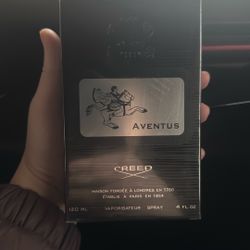 AVENTUS
CREED
MAISON FONDÉE À LONDRES EN 1760
ÉTABLIE À PARIS EN 1854
120 ML VAPORISATEUR SPRAY 4 FL.OZ